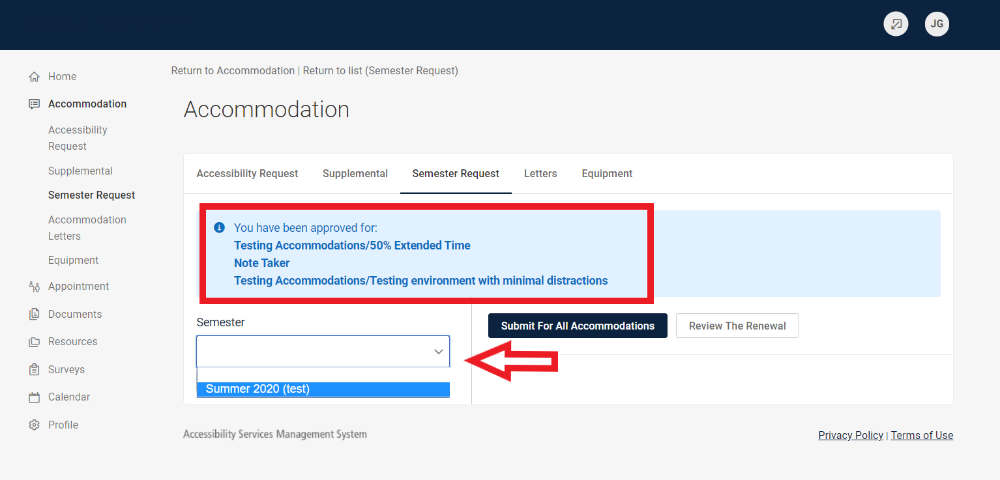 JG
Home
Accommodation
Accessibility
Request
Supplemental
Semester Request
Accommodation
Letters
Equipment
Appointment
Documents
Resources
Surveys
Calendar
Profile
Return to Accommodation | Return to list (Semester Request)
Accommodation
Accessibility Request Supplemental Semester Request Letters Equipment
You have been approved for:
Testing Accommodations/50% Extended Time
Note Taker
Testing Accommodations/Testing environment with minimal distractions
Semester
Summer 2020 (test)
Submit For All Accommodations Review The Renewal
Accessibility Services Management System
Privacy Policy | Terms of Use